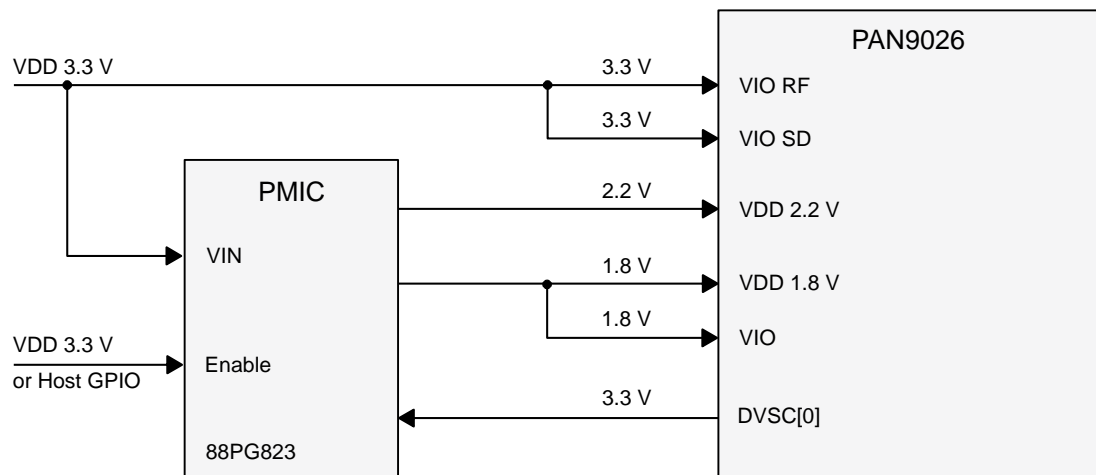 PAN9026
VDD 3.3 V
3.3 V
VIO RF
3.3 V
VIO SD
PMIC
2.2 V
VDD 2.2 V
VIN
1.8 V
VDD 1.8 V
1.8 V
VIO
VDD 3.3 V
or Host GPIO
Enable
3.3 V
DVSC[0]
88PG823